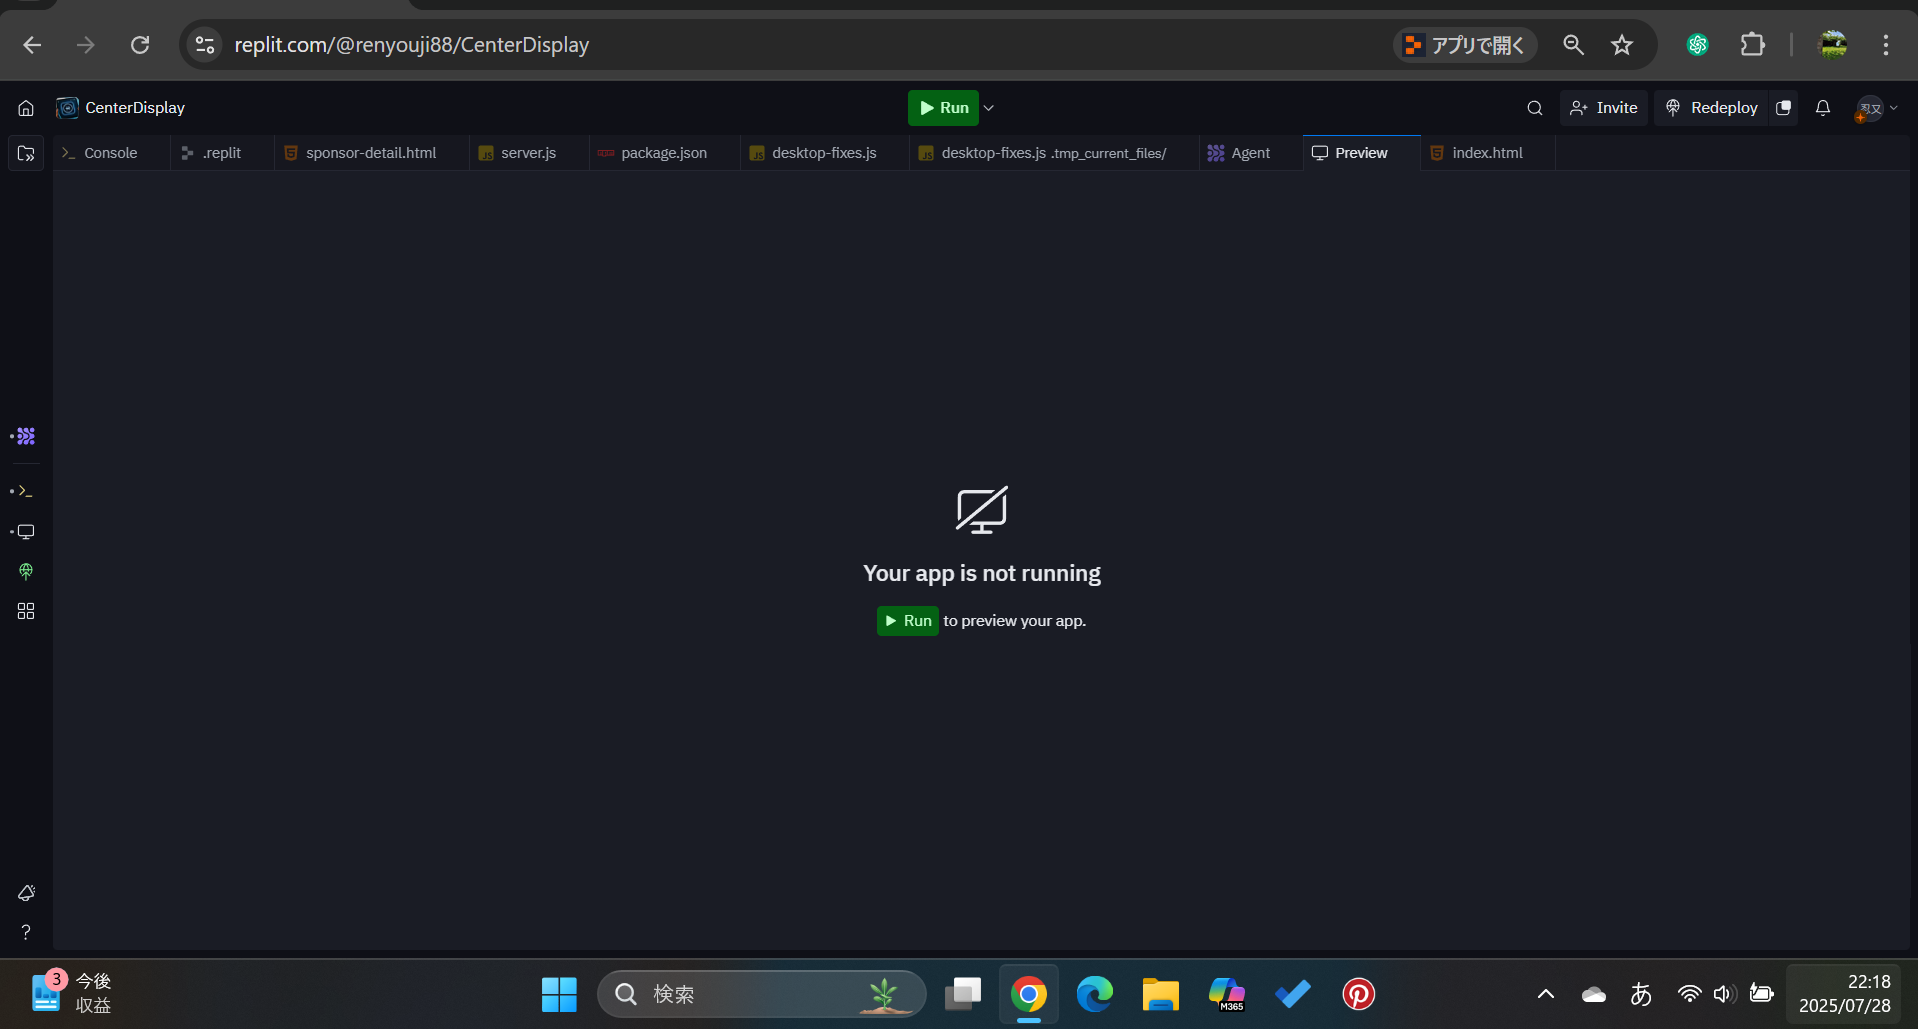 replit.com/@renyouji88/CenterDisplay
アプリで開く
CenterDisplay
Run
Invite
Redeploy
忍又
Console
.replit
sponsor-detail.html
server.js
package.json
desktop-fixes.js
desktop-fixes.js .tmp_current_files/
Agent
Preview
index.html
Your app is not running
Run to preview your app.
3
今後
収益
検索
M365
あ
22:18
2025/07/28